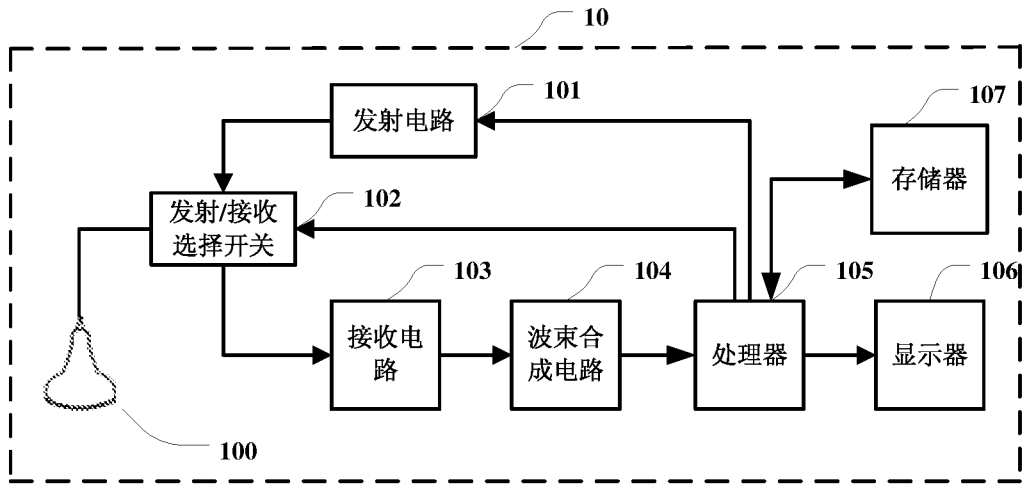 10
发射电路
101
107
存储器
发射/接收
选择开关
102
103
104
105
106
接收电
路
波束合
成电路
处理器
显示器
100